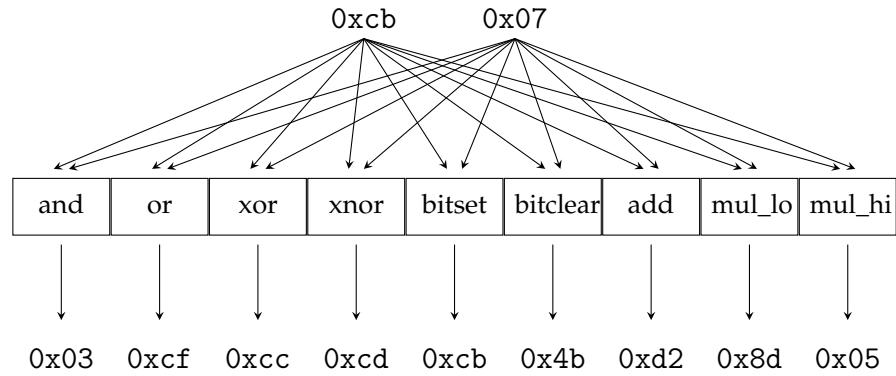 0xcb 0x07
and or xor xnor bitset bitclear add mul_lo mul_hi
0x03 0xcf 0xcc 0xcd 0xcb 0x4b 0xd2 0x8d 0x05